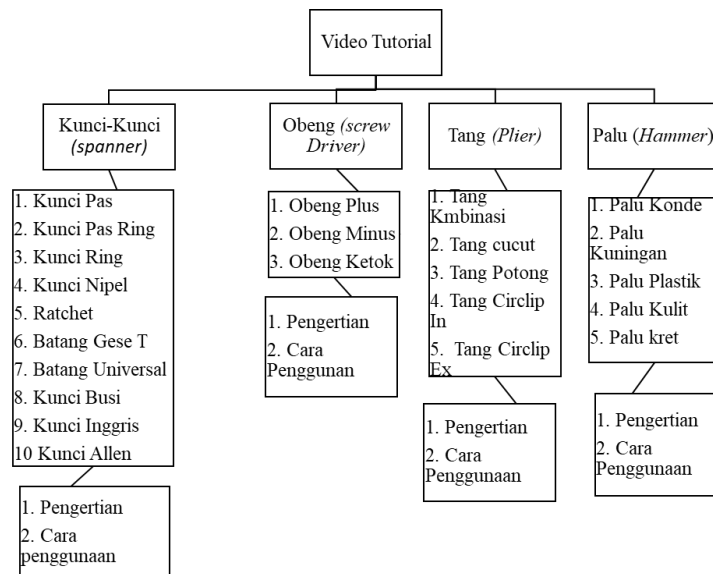 Video Tutorial
Kunci-Kunci
(spanner)
1. Kunci Pas
2. Kunci Pas Ring
3. Kunci Ring
4. Kunci Nipel
5. Ratchet
6. Batang Gese T
7. Batang Universal
8. Kunci Busi
9. Kunci Inggris
10 Kunci Allen
1. Pengertian
2. Cara
penggunaan
Obeng (screw
Driver)
1. Obeng Plus
2. Obeng Minus
3. Obeng Ketok
1. Pengertian
2. Cara
Penggunan
Tang (Plier)
1. Tang
Kmbinasi
2. Tang cucut
3. Tang Potong
4. Tang Circlip
In
5. Tang Circlip
Ex
1. Pengertian
2. Cara
Penggunaan
Palu (Hammer)
1. Palu Konde
2. Palu
Kuningan
3. Palu Plastik
4. Palu Kulit
5. Palu kret
1. Pengertian
2. Cara
Penggunaan